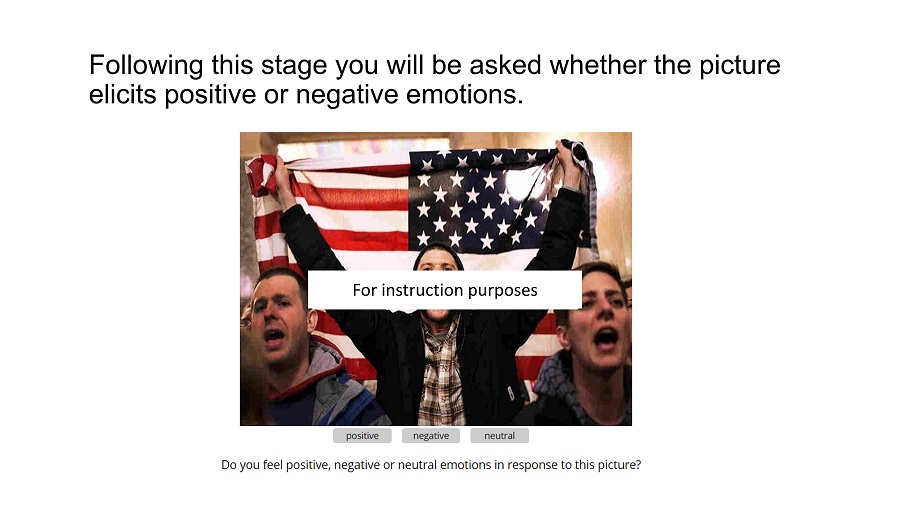 Following this stage you will be asked whether the picture
elicits positive or negative emotions.
For instruction purposes
positive negative neutral
Do you feel positive, negative or neutral emotions in response to this picture?